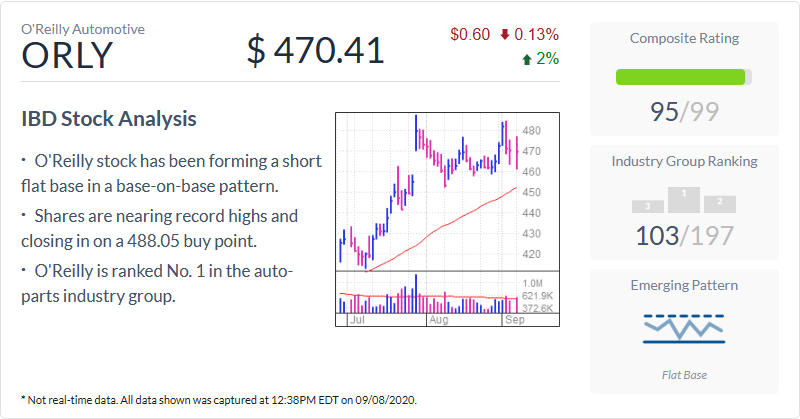 O'Reilly Automotive
ORLY
$ 470.41
$0.60 0.13%
2%
IBD Stock Analysis
· O'Reilly stock has been forming a short
flat base in a base-on-base pattern.
· Shares are nearing record highs and
closing in on a 488.05 buy point.
· O'Reilly is ranked No. 1 in the auto-
parts industry group.
480
470
460
450
440
430
420
1.0M
621.9K
372.6K
Jul Aug Sep
Composite Rating
95/99
Industry Group Ranking
3 1 2
103/197
Emerging Pattern
Flat Base
* Not real-time data. All data shown was captured at 12:38PM EDT on 09/08/2020.